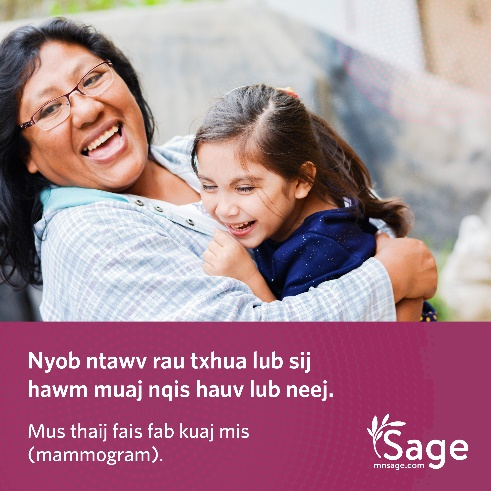 Nyob ntawv rau txhua lub sij
hawm muaj nqis hauv lub neej.
Mus thaij fais fab kuaj mis
(mammogram).
Sage
mnsage.com